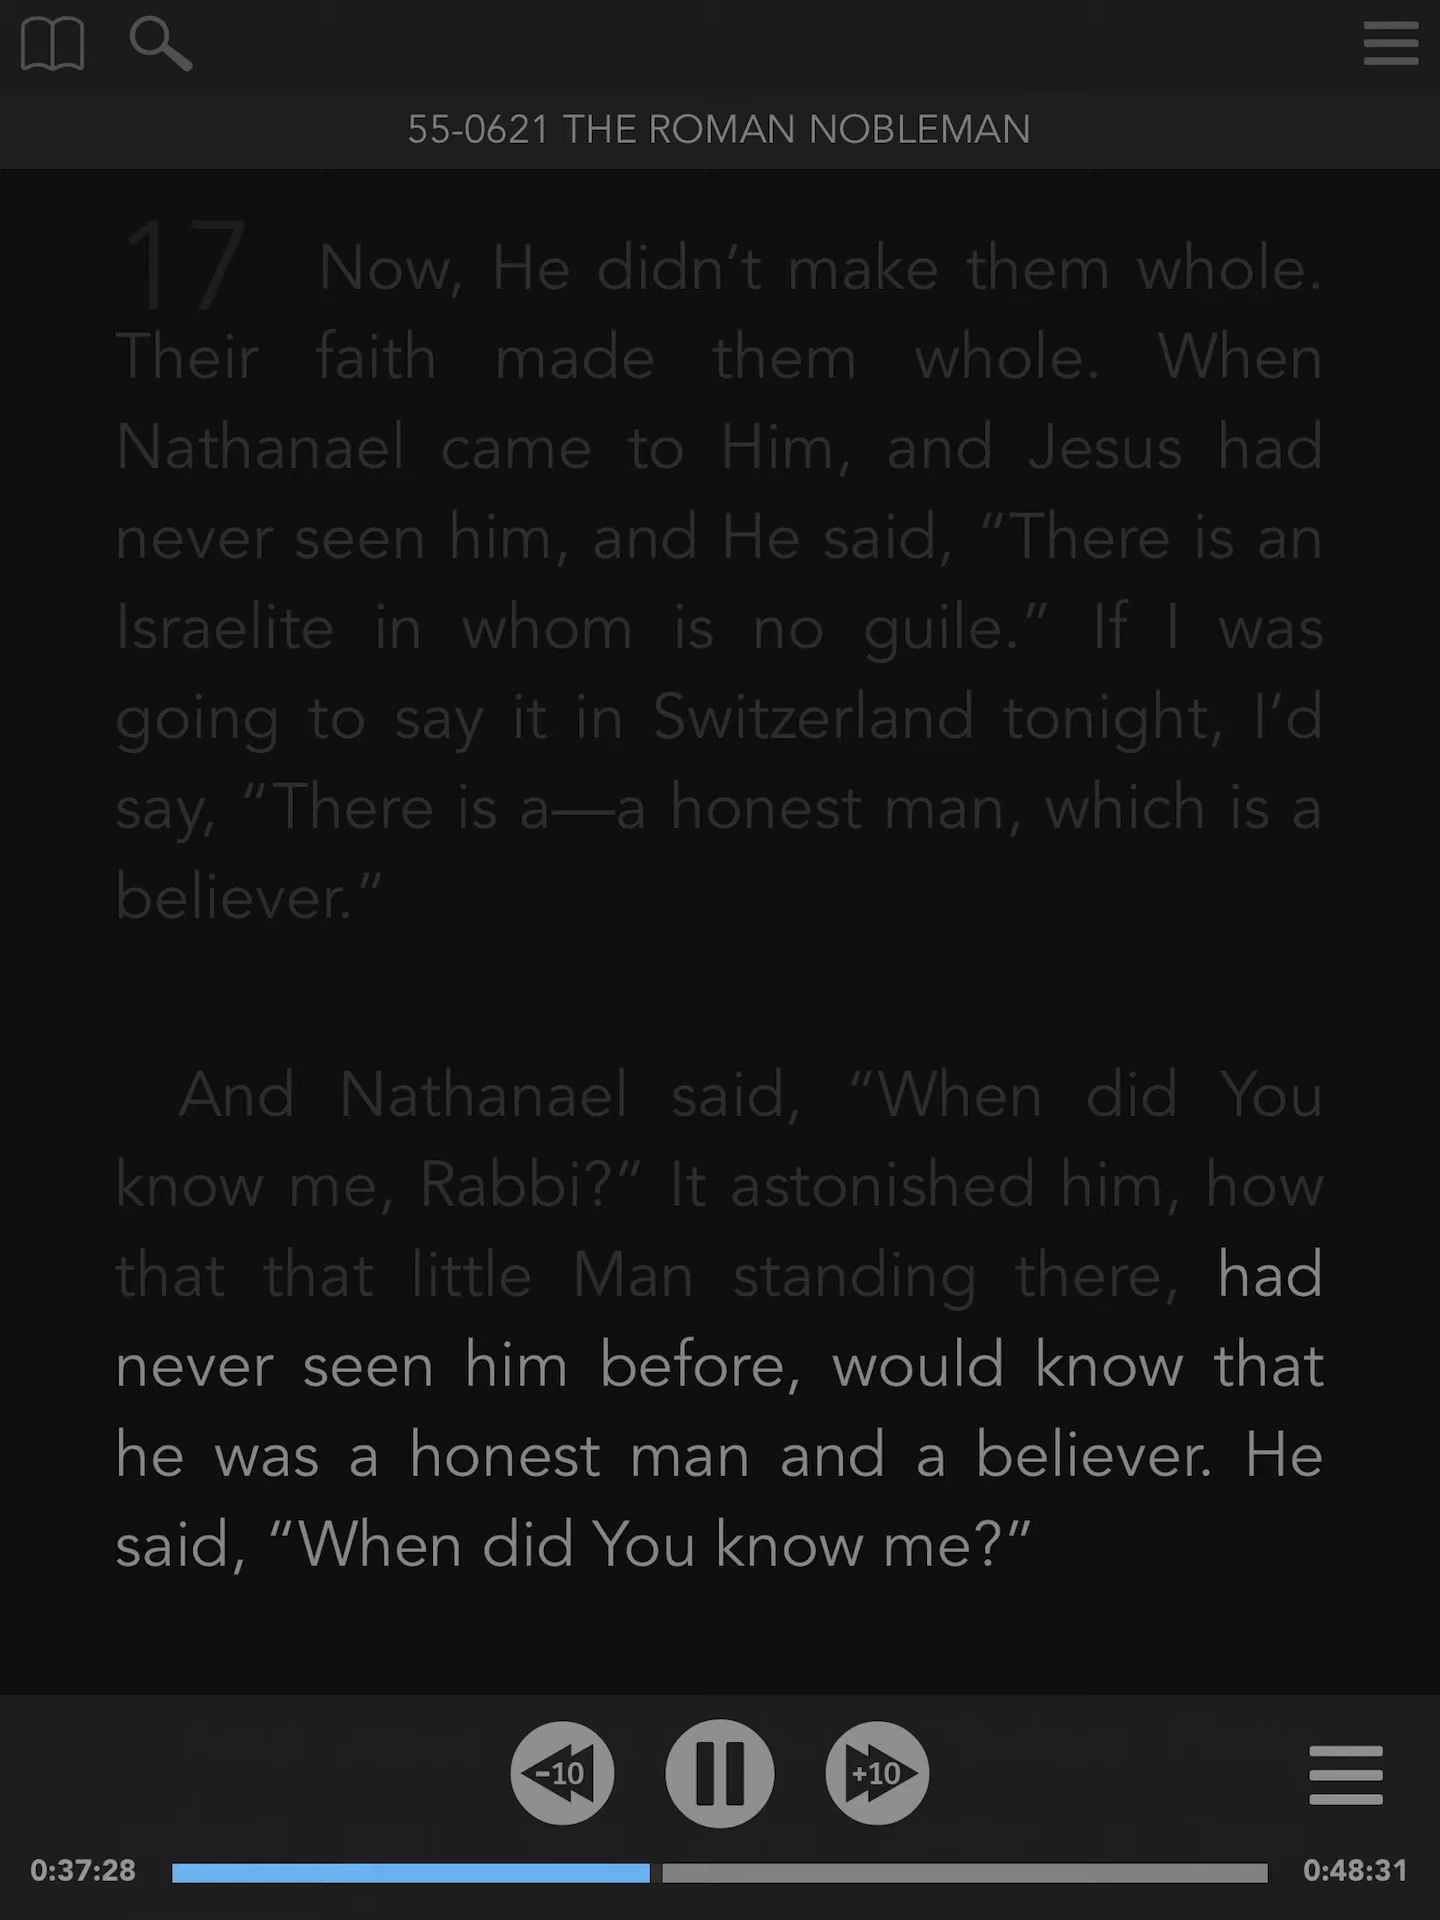 55-0621 THE ROMAN NOBLEMAN
17 Now, He didn’t make them whole.
Their faith made them whole. When
Nathanael came to Him, and Jesus had
never seen him, and He said, “There is an
Israelite in whom is no guile.” If I was
going to say it in Switzerland tonight, I’d
say, “There is a—a honest man, which is a
believer.”
And Nathanael said, “When did You
know me, Rabbi?” It astonished him, how
that that little Man standing there, had
never seen him before, would know that
he was a honest man and a believer. He
said, “When did You know me?”
-10 +10
0:37:28 0:48:31